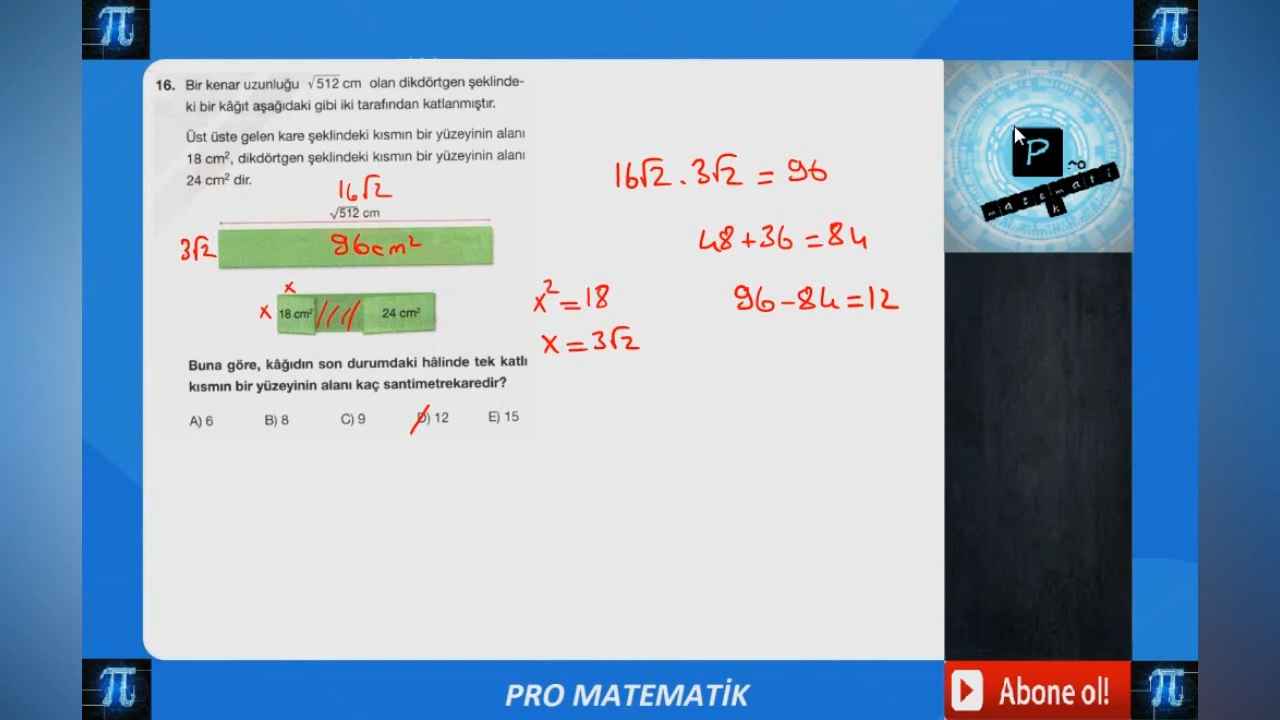 16. Bir kenar uzunluğu √512 cm olan dikdörtgen şeklinde-
ki bir kâğıt aşağıdaki gibi iki tarafından katlanmıştır.
Üst üste gelen kare şeklindeki kısmın bir yüzeyinin alanı
18 cm², dikdörtgen şeklindeki kısmın bir yüzeyinin alanı
24 cm² dir.
16√2
√512 cm
3√2
96cm²
x
x
18 cm²
24 cm²
Buna göre, kâğıdın son durumdaki hâlinde tek katlı
kısmın bir yüzeyinin alanı kaç santimetrekaredir?
A) 6 B) 8 C) 9 D) 12 E) 15
x² = 18
x = 3√2
16√2 . 3√2 = 96
48 + 36 = 84
96 - 84 = 12
P
matematik
PRO MATEMATİK
Abone ol!
π
π
π
π